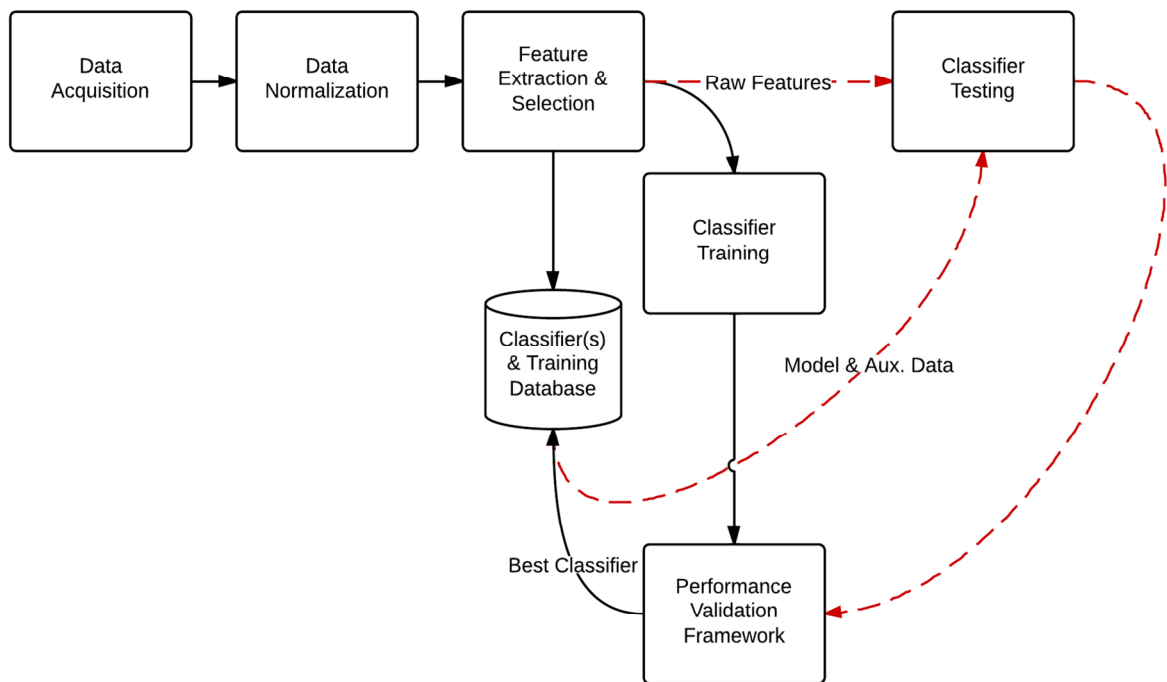 Data
Acquisition
Data
Normalization
Feature
Extraction &
Selection
Raw Features
Classifier
Testing
Classifier
Training
Classifier(s)
& Training
Database
Model & Aux. Data
Best Classifier
Performance
Validation
Framework